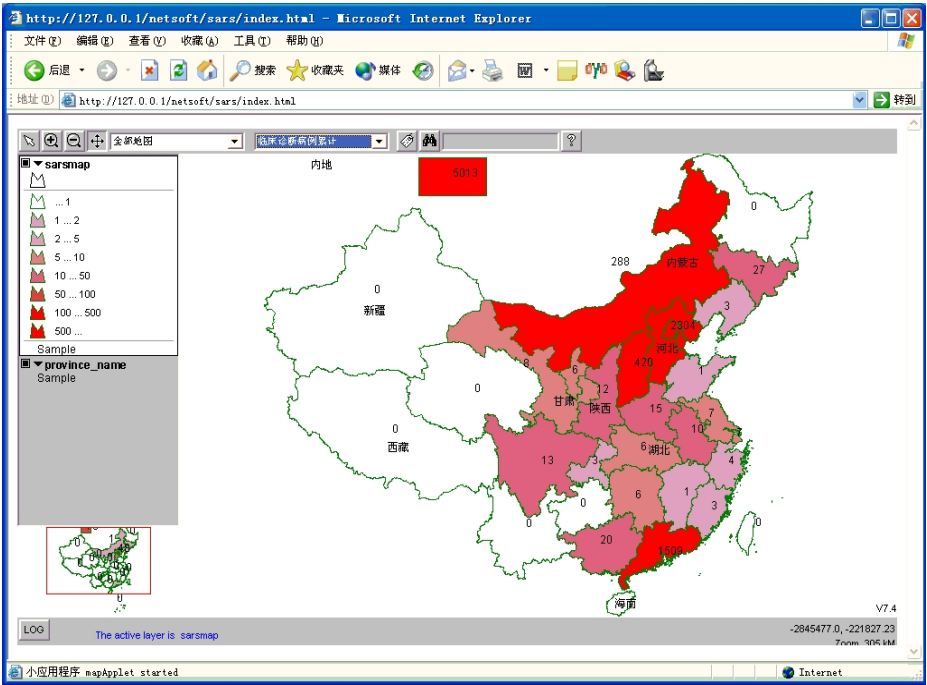 http://127.0.0.1/netsoft/sars/index.html - Microsoft Internet Explorer
文件(F) 编辑(E) 查看(V) 收藏(A) 工具(T) 帮助(H)
后退 搜索 收藏夹 媒体
地址(D) http://127.0.0.1/netsoft/sars/index.html 转到
全部地图 临床诊断病例累计 ?
sarsmap
... 1
1 ... 2
2 ... 5
5 ... 10
10 ... 50
50 ... 100
100 ... 500
500 ...
Sample
province_name
Sample
内地 5013
0
288 内蒙古 27
0
新疆
3
2304
河北
8 6 420 1
0 12
甘肃 陕西 15 7
0
西藏
10
6 湖北
13 3 4
6 1
0 3
0 20 1509 0
海南
V7.4
LOG The active layer is sarsmap
-2845477.0, -221827.23
Zoom 305 kM
小应用程序 mapApplet started Internet